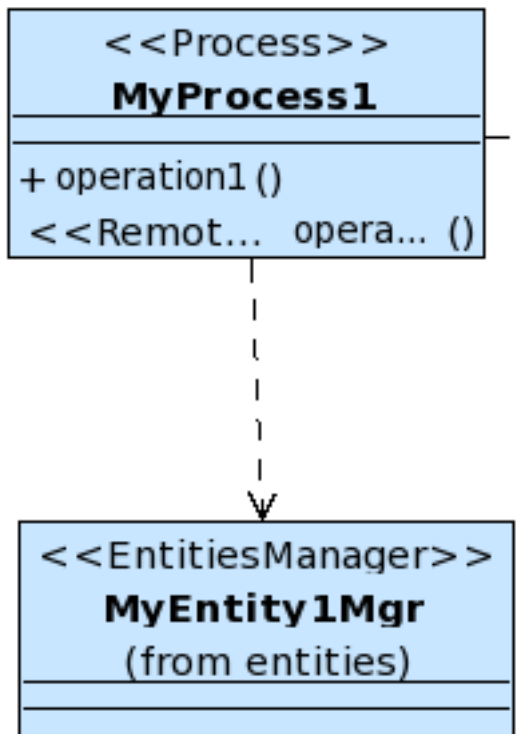 <<Process>>
MyProcess1
+ operation1 ()
<<Remot... opera... ()
<<EntitiesManager>>
MyEntity1Mgr
(from entities)